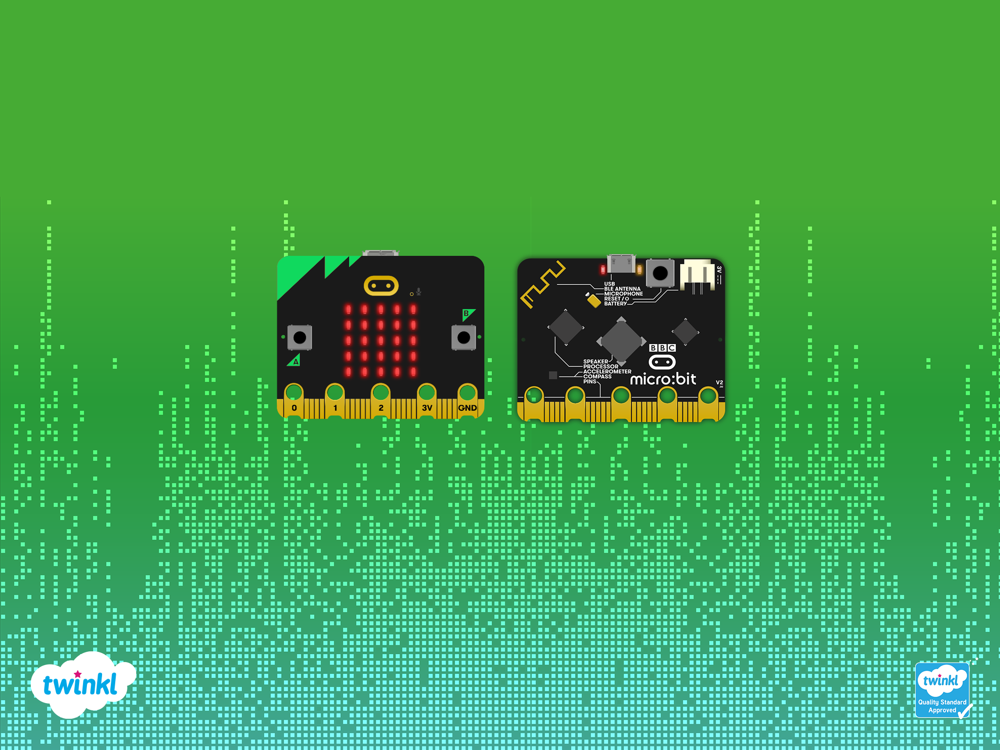 B
A
0 1 2 3V GND
3V
USB
BLE ANTENNA
MICROPHONE
RESET /
BATTERY
BBC
SPEAKER
PROCESSOR
ACCELEROMETER
COMPASS
PINS
micro:bit
V2
.00
twinkl
twinkl
Quality Standard
Approved